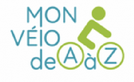 MON
VÉLO
de A à Z